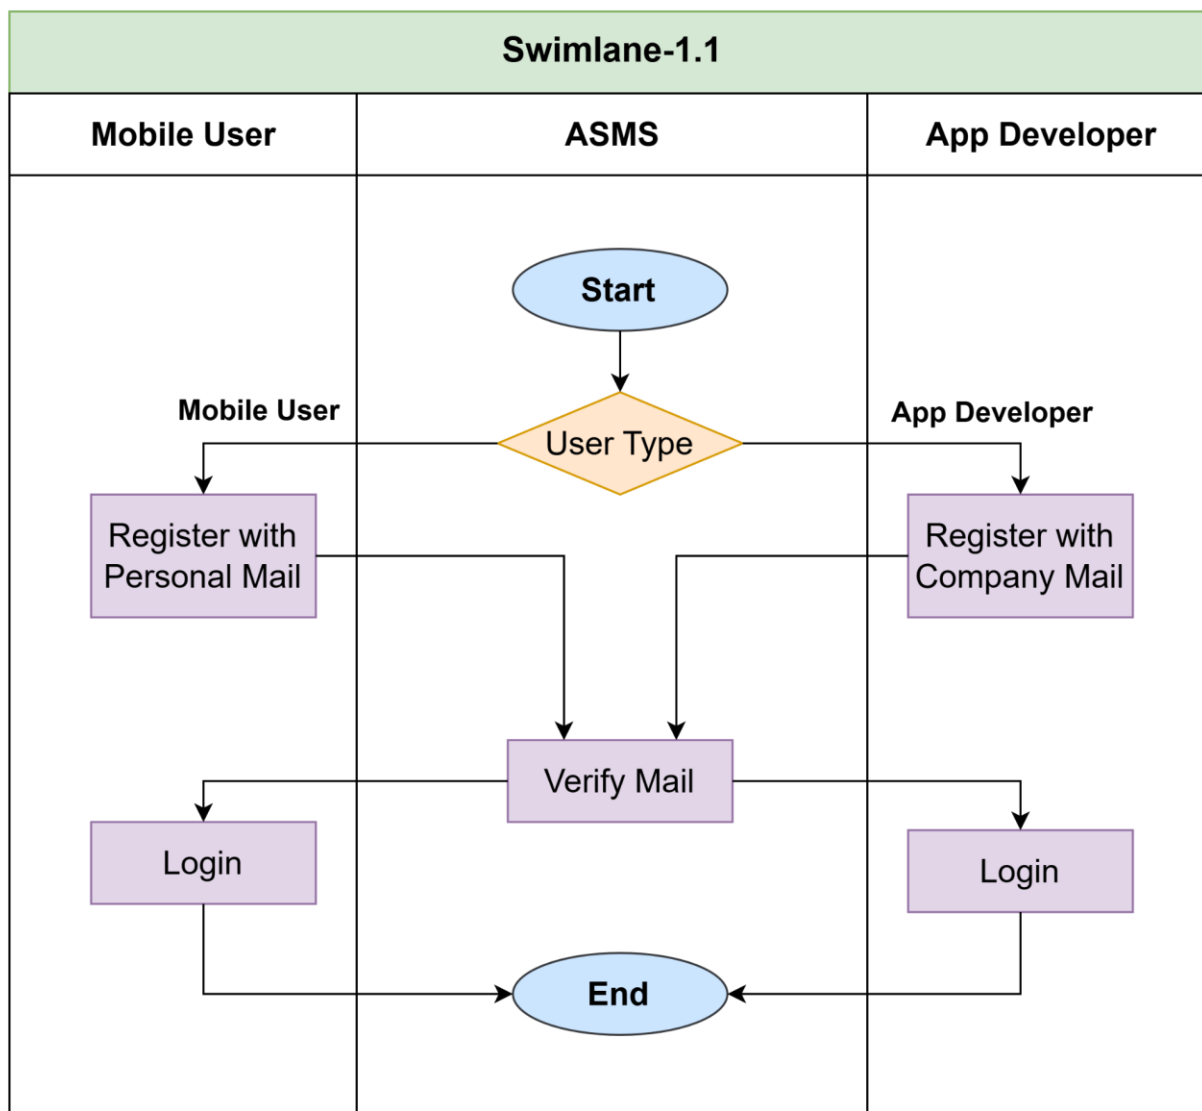 Swimlane-1.1
Mobile User
ASMS
App Developer
Start
Mobile User
App Developer
User Type
Register with
Personal Mail
Register with
Company Mail
Verify Mail
Login
Login
End